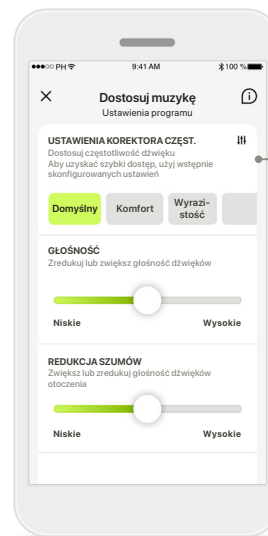 PH 9:41 AM 100 %
Dostosuj muzykę
Ustawienia programu
USTAWIENIA KOREKTORA CZĘST.
Dostosuj częstotliwość dźwięku
Aby uzyskać szybki dostęp, użyj wstępnie
skonfigurowanych ustawień
Domyślny Komfort Wyrazi-
stość
GŁOŚNOŚĆ
Zredukuj lub zwiększ głośność dźwięków
Niskie Wysokie
REDUKCJA SZUMÓW
Zwiększ lub zredukuj głośność dźwięków
otoczenia
Niskie Wysokie